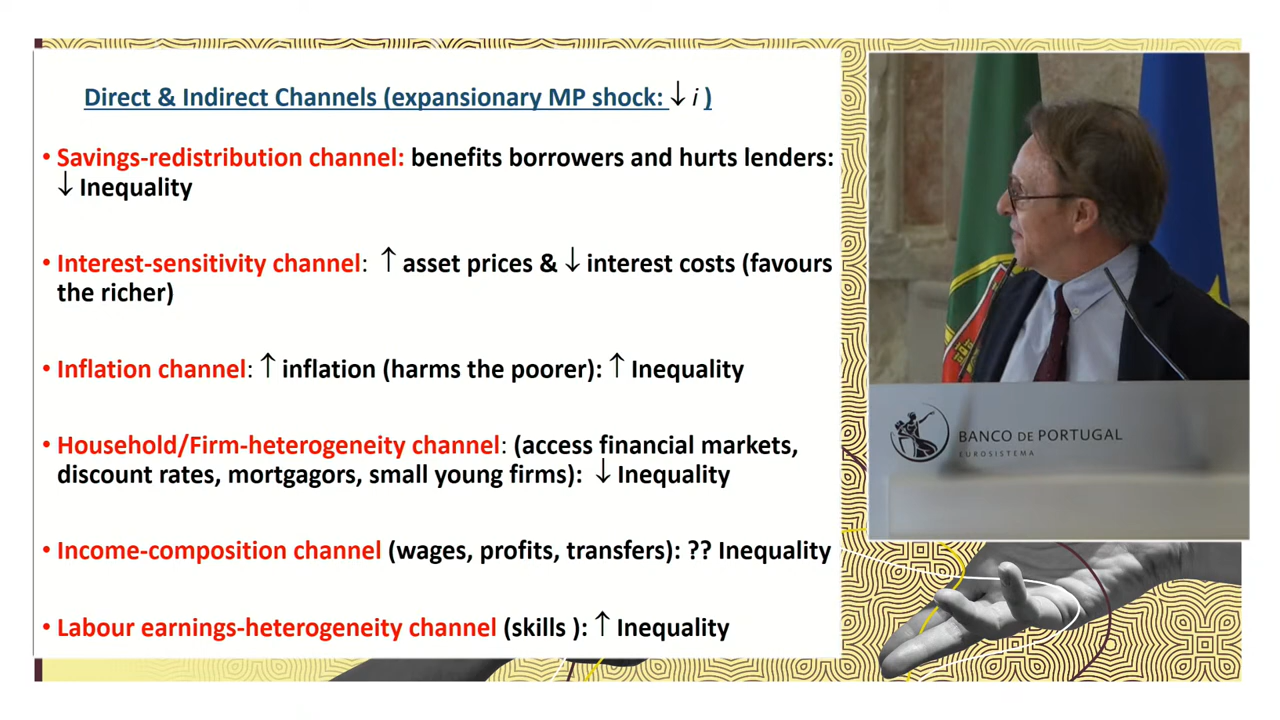 Direct & Indirect Channels (expansionary MP shock: ↓ i )
• Savings-redistribution channel: benefits borrowers and hurts lenders:
↓ Inequality
• Interest-sensitivity channel: ↑ asset prices & ↓ interest costs (favours
the richer)
• Inflation channel: ↑ inflation (harms the poorer): ↑ Inequality
• Household/Firm-heterogeneity channel: (access financial markets,
discount rates, mortgagors, small young firms): ↓ Inequality
• Income-composition channel (wages, profits, transfers): ?? Inequality
• Labour earnings-heterogeneity channel (skills ): ↑ Inequality
BANCO DE PORTUGAL
EUROSISTEMA